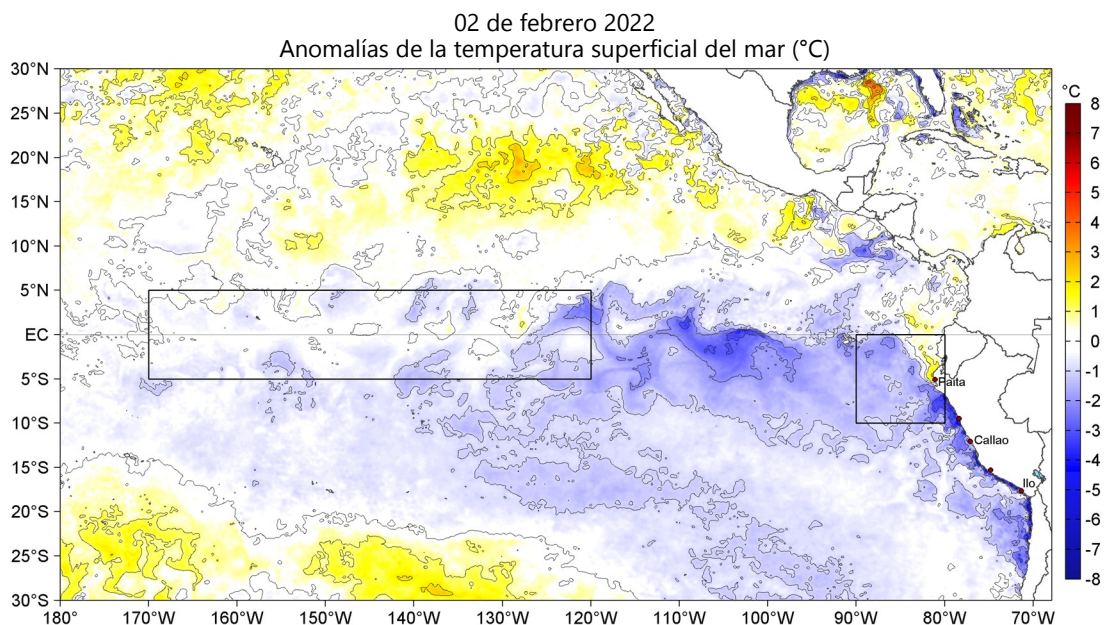 02 de febrero 2022
Anomalías de la temperatura superficial del mar (°C)
30°N
25°N
20°N
15°N
10°N
5°N
EC
5°S
10°S
15°S
20°S
25°S
30°S
180°W
170°W
160°W
150°W
140°W
130°W
120°W
110°W
100°W
90°W
80°W
70°W
Paita
Callao
Ilo
°C
8
7
6
5
4
3
2
1
0
-1
-2
-3
-4
-5
-6
-7
-8